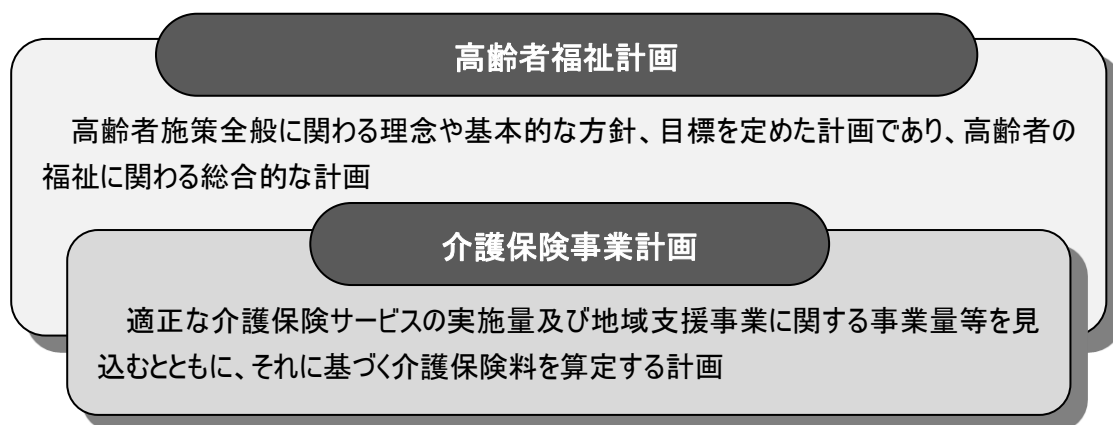 高齢者福祉計画
高齢者施策全般に関わる理念や基本的な方針、目標を定めた計画であり、高齢者の
福祉に関わる総合的な計画
介護保険事業計画
適正な介護保険サービスの実施量及び地域支援事業に関する事業量等を見
込むとともに、それに基づく介護保険料を算定する計画